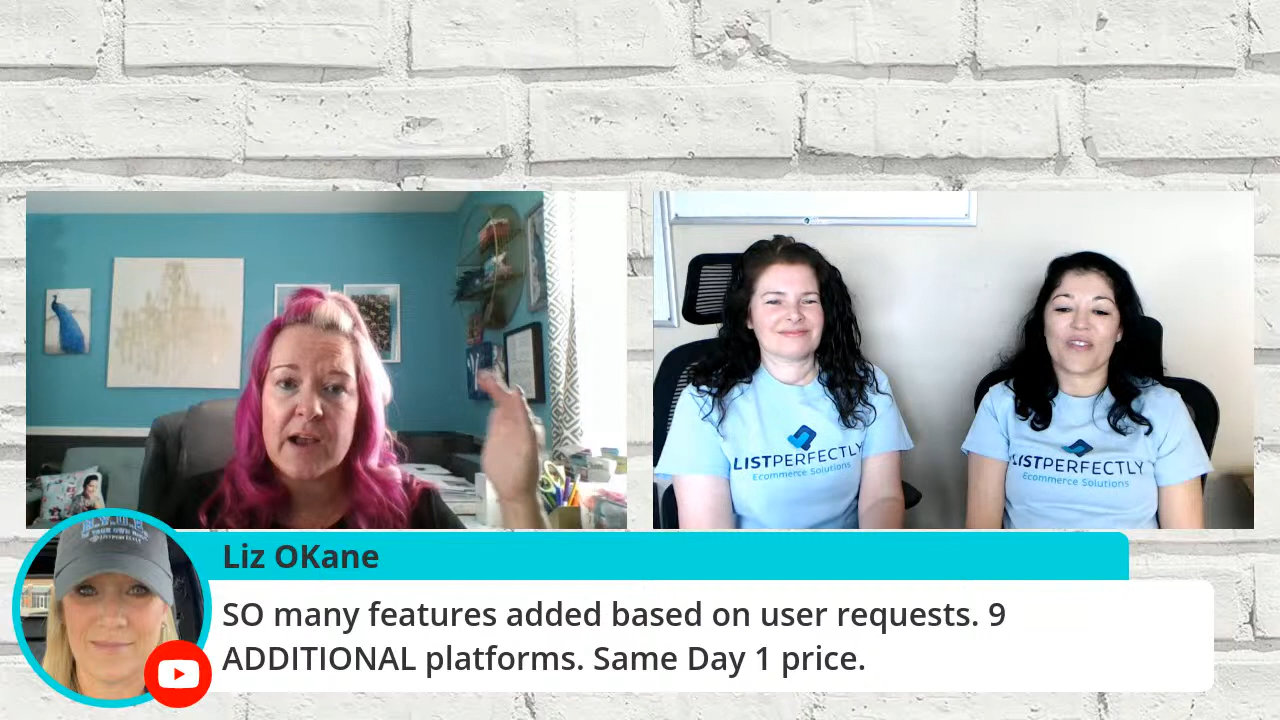 LISTPERFECTLY
Ecommerce Solutions
LISTPERFECTLY
Ecommerce Solutions
Liz OKane
SO many features added based on user requests. 9
ADDITIONAL platforms. Same Day 1 price.